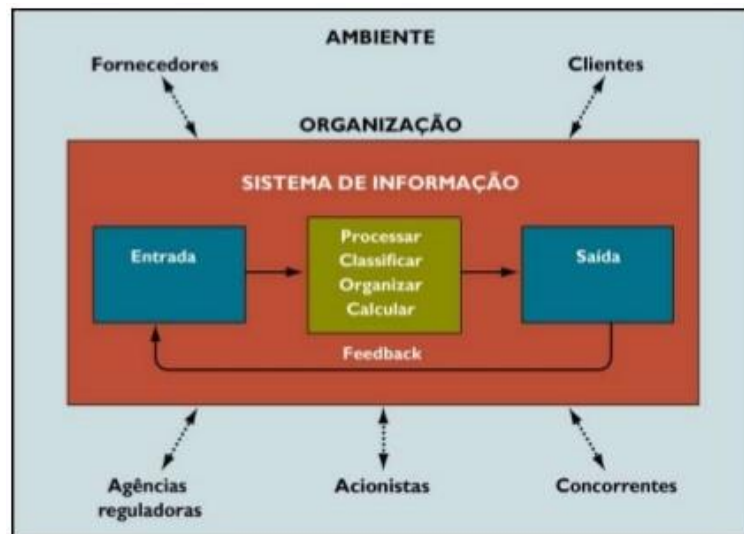 AMBIENTE
Fornecedores
Clientes
ORGANIZAÇÃO
SISTEMA DE INFORMAÇÃO
Entrada
Processar
Classificar
Organizar
Calcular
Saída
Feedback
Agências
reguladoras
Acionistas
Concorrentes